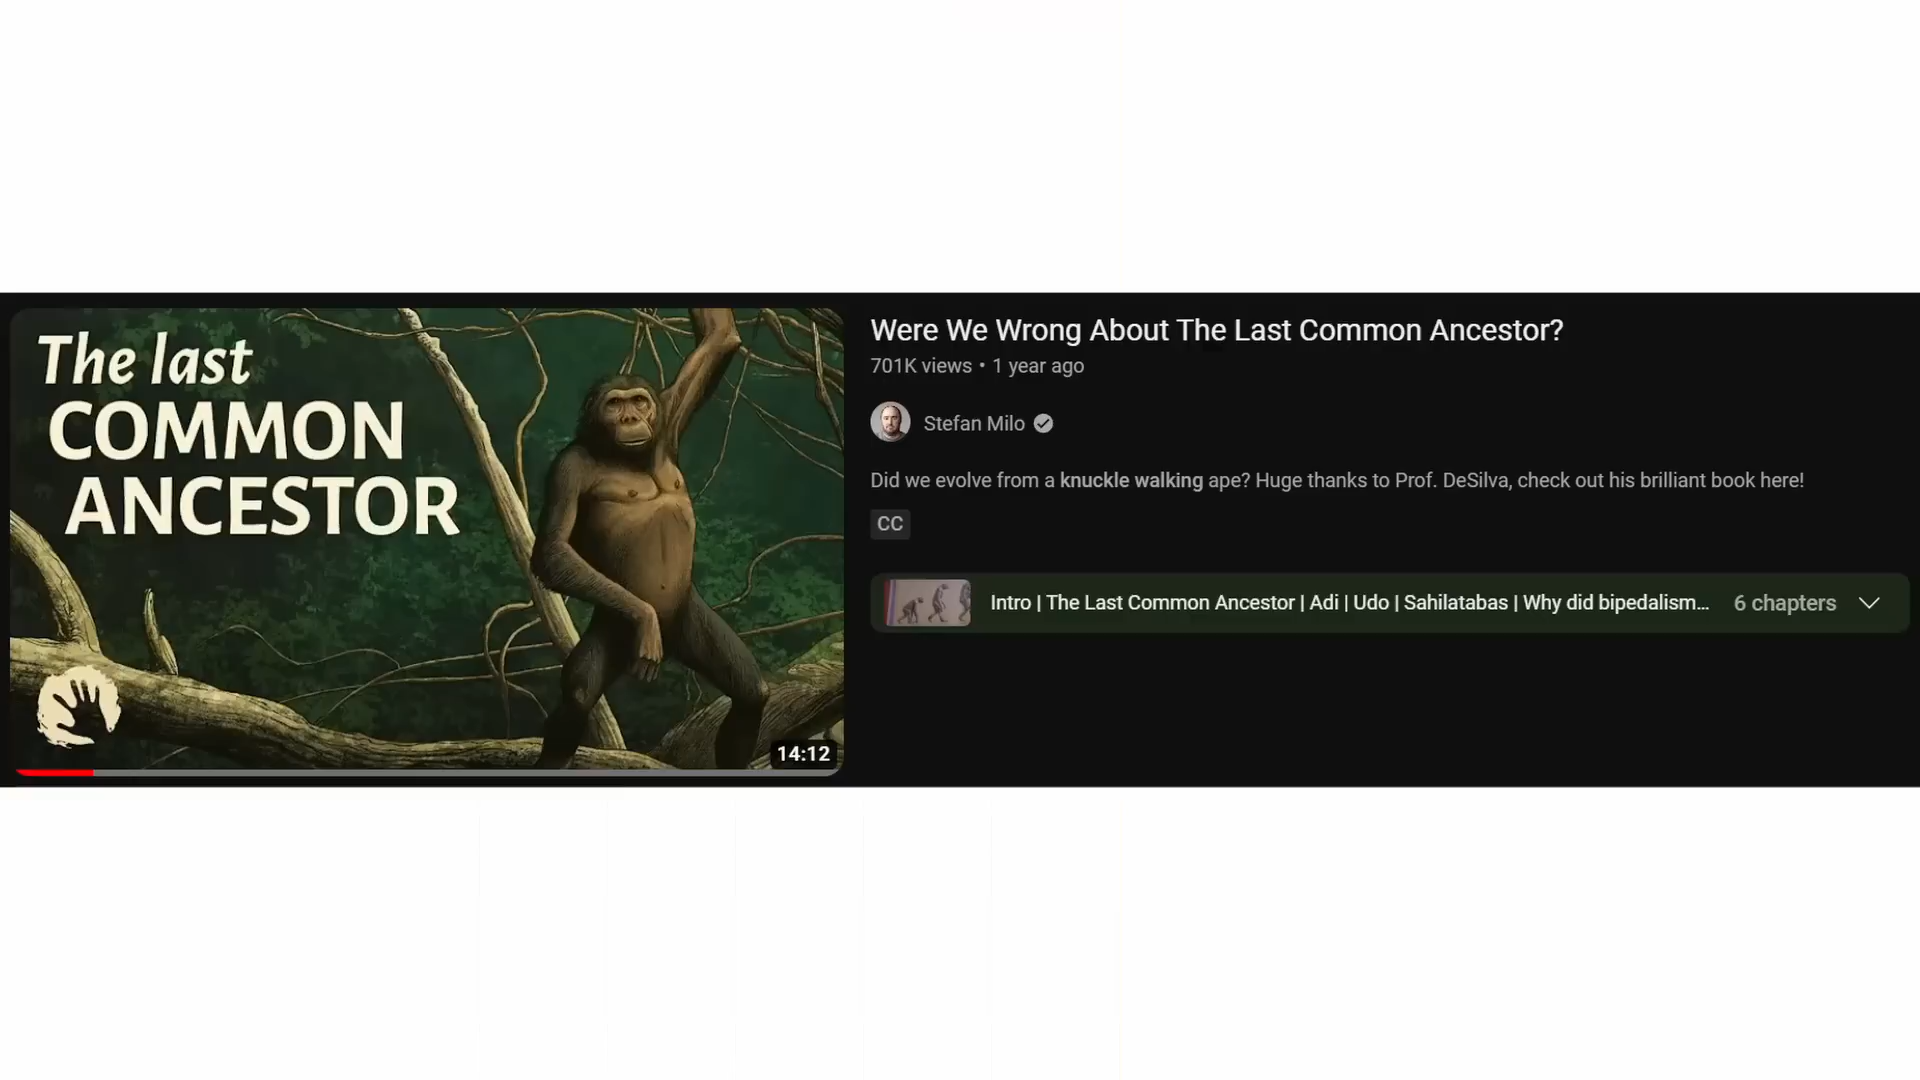 The last
COMMON
ANCESTOR
14:12
Were We Wrong About The Last Common Ancestor?
701K views • 1 year ago
Stefan Milo
Did we evolve from a knuckle walking ape? Huge thanks to Prof. DeSilva, check out his brilliant book here!
CC
Intro | The Last Common Ancestor | Adi | Udo | Sahilatabas | Why did bipedalism... 6 chapters